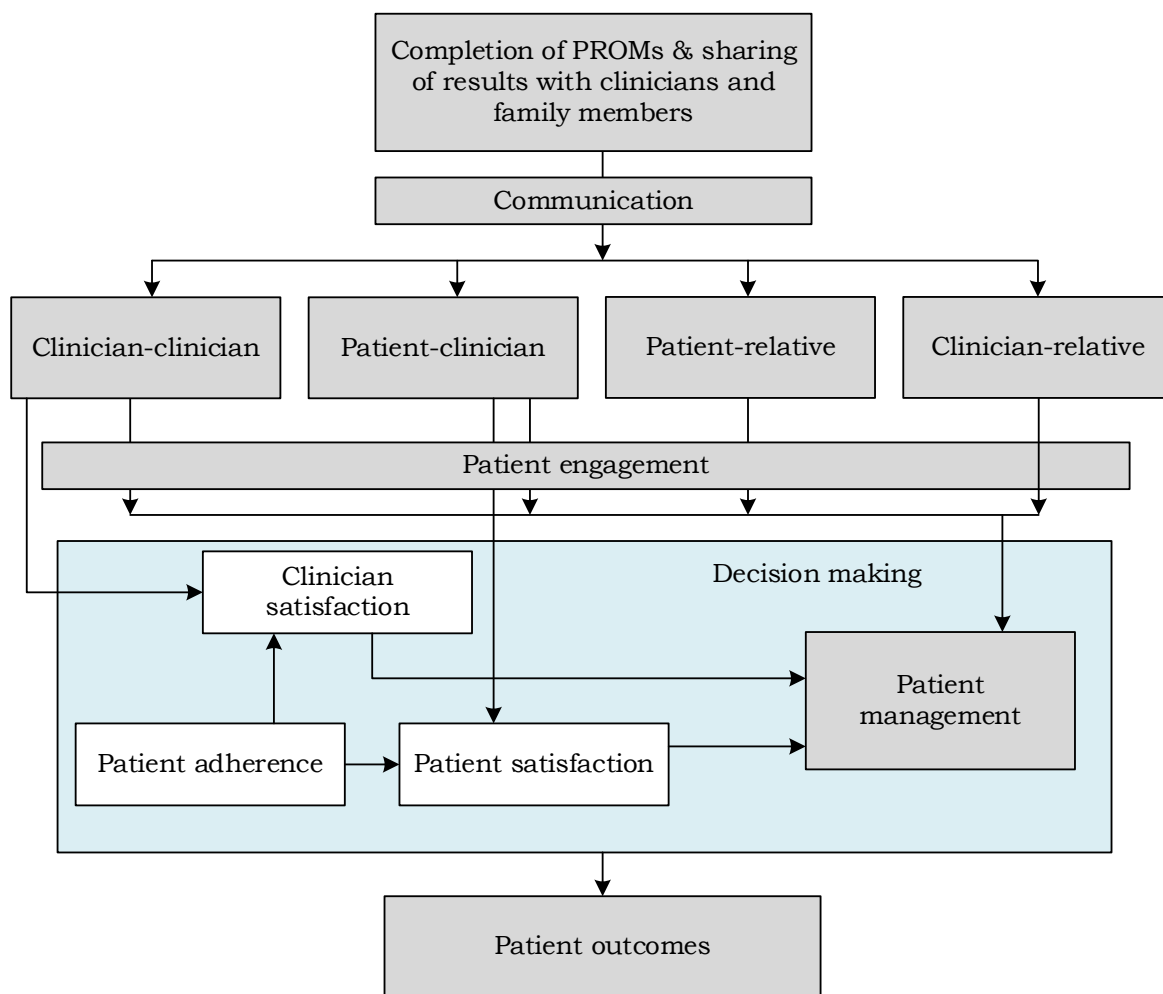 Completion of PROMs & sharing
of results with clinicians and
family members
Communication
Clinician-clinician
Patient-clinician
Patient-relative
Clinician-relative
Patient engagement
Clinician
satisfaction
Decision making
Patient
management
Patient adherence
Patient satisfaction
Patient outcomes